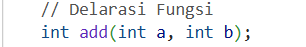 // Delarasi Fungsi
int add(int a, int b);